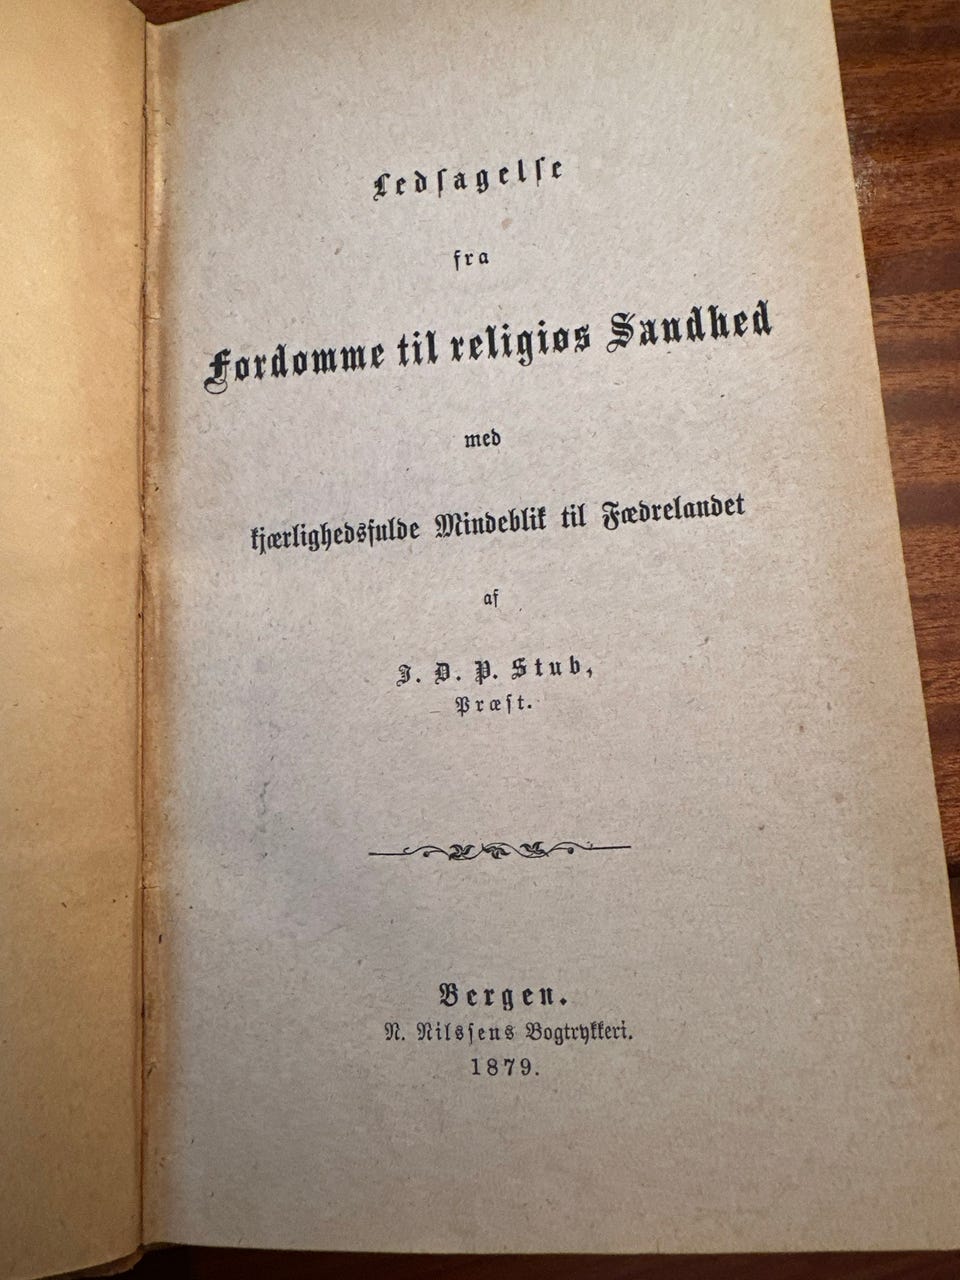 Ledsagelse
fra
Fordomme til religiøs Sandhed
med
kjærlighedsfulde Mindeblik til Fædrelandet
af
J. D. P. Stub,
Præst.
Bergen.
N. Nilssens Bogtrykkeri.
1879.